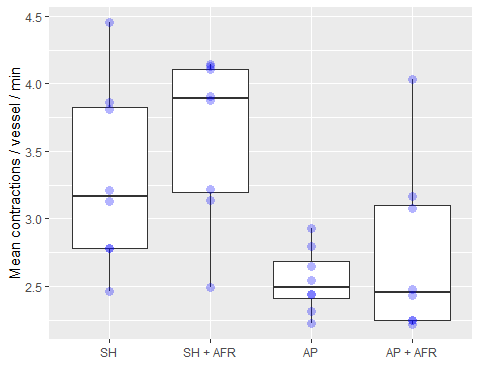 Mean contractions / vessel / min
4.5
4.0
3.5
3.0
2.5
SH
SH + AFR
AP
AP + AFR